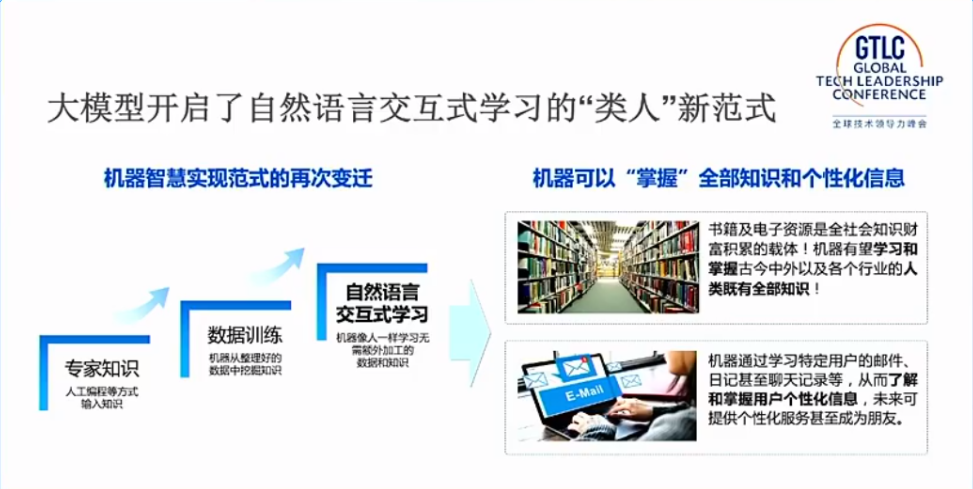 GTLC
GLOBAL
TECH LEADERSHIP
CONFERENCE
全球技术领导力峰会
大模型开启了自然语言交互式学习的“类人”新范式
机器智慧实现范式的再次变迁
专家知识
人工编程等方式
输入知识
数据训练
机器从整理好的
数据中挖掘知识
自然语言
交互式学习
机器像人一样学习无
需额外加工的
数据和知识
机器可以“掌握”全部知识和个性化信息
书籍及电子资源是全社会知识财
富积累的载体！机器有望学习和
掌握古今中外以及各个行业的人
类既有全部知识！
E-Mail
机器通过学习特定用户的邮件、
日记甚至聊天记录等，从而了解
和掌握用户个性化信息，未来可
提供个性化服务甚至成为朋友。